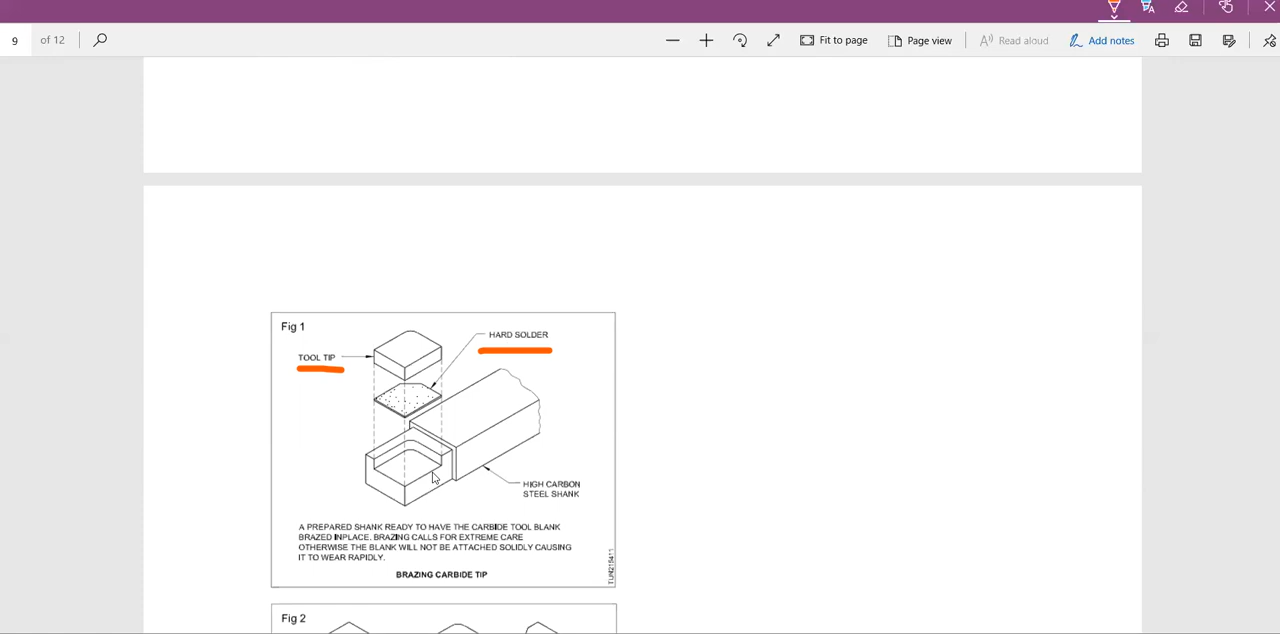 9 of 12
Fit to page
Page view
Read aloud
Add notes
Fig 1
HARD SOLDER
TOOL TIP
HIGH CARBON
STEEL SHANK
A PREPARED SHANK READY TO HAVE THE CARBIDE TOOL BLANK
BRAZED INPLACE. BRAZING CALLS FOR EXTREME CARE
OTHERWISE THE BLANK WILL NOT BE ATTACHED SOLIDLY CAUSING
IT TO WEAR RAPIDLY.
BRAZING CARBIDE TIP
Fig 2